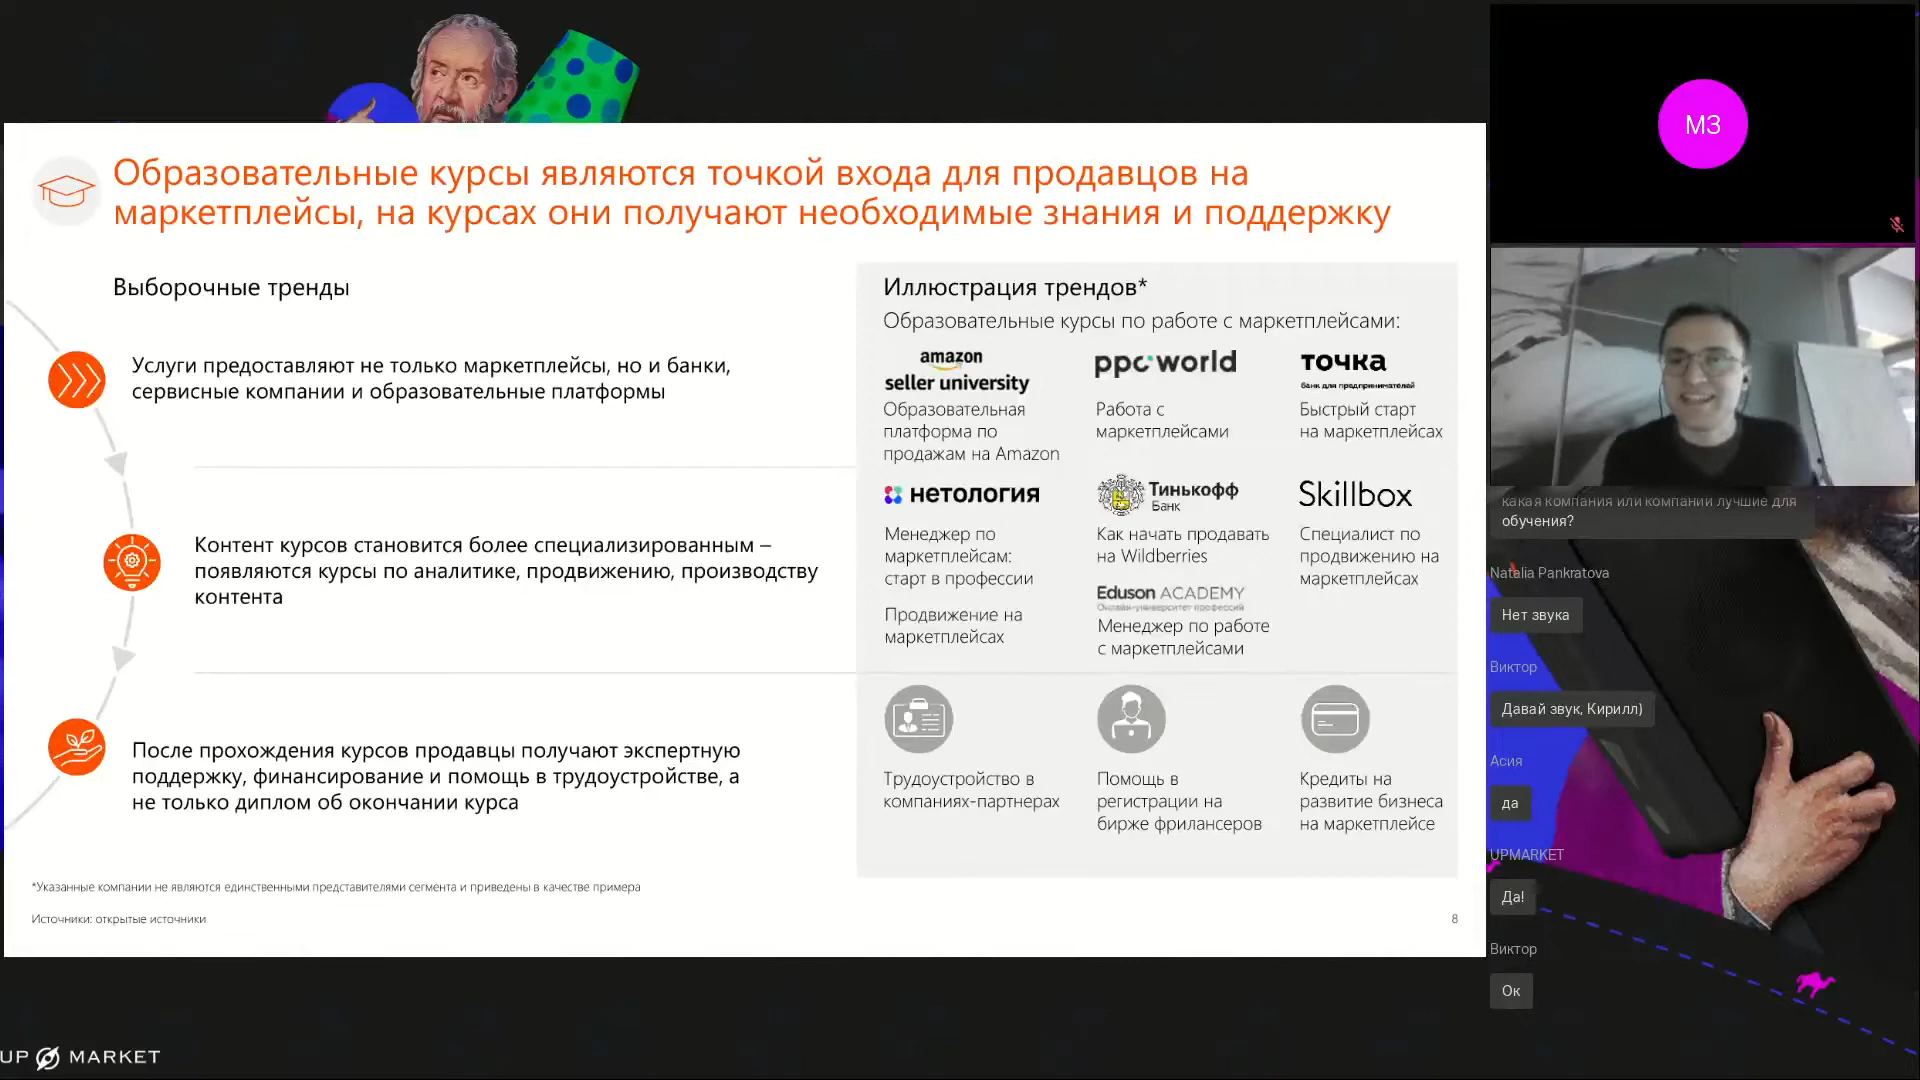 Образовательные курсы являются точкой входа для продавцов на
маркетплейсы, на курсах они получают необходимые знания и поддержку
Выборочные тренды
Услуги предоставляют не только маркетплейсы, но и банки,
сервисные компании и образовательные платформы
Контент курсов становится более специализированным –
появляются курсы по аналитике, продвижению, производству
контента
После прохождения курсов продавцы получают экспертную
поддержку, финансирование и помощь в трудоустройстве, а
не только диплом об окончании курса
Иллюстрация трендов*
Образовательные курсы по работе с маркетплейсами:
amazon
seller university
Образовательная
платформа по
продажам на Amazon
ppc world
Работа с
маркетплейсами
точка
банк для предпринимателей
Быстрый старт
на маркетплейсах
нетология
Менеджер по
маркетплейсам:
старт в профессии
Продвижение на
маркетплейсах
Тинькофф
Банк
Как начать продавать
на Wildberries
Eduson ACADEMY
Онлайн-университет профессий
Менеджер по работе
с маркетплейсами
Skillbox
Специалист по
продвижению на
маркетплейсах
Трудоустройство в
компаниях-партнерах
Помощь в
регистрации на
бирже фрилансеров
Кредиты на
развитие бизнеса
на маркетплейсе
*Указанные компании не являются единственными представителями сегмента и приведены в качестве примера
Источники: открытые источники
8
UP MARKET
МЗ
какая компания или компании лучшие для
обучения?
Natalia Pankratova
Нет звука
Виктор
Давай звук, Кирилл)
Асия
да
UPMARKET
Да!
Виктор
Ок